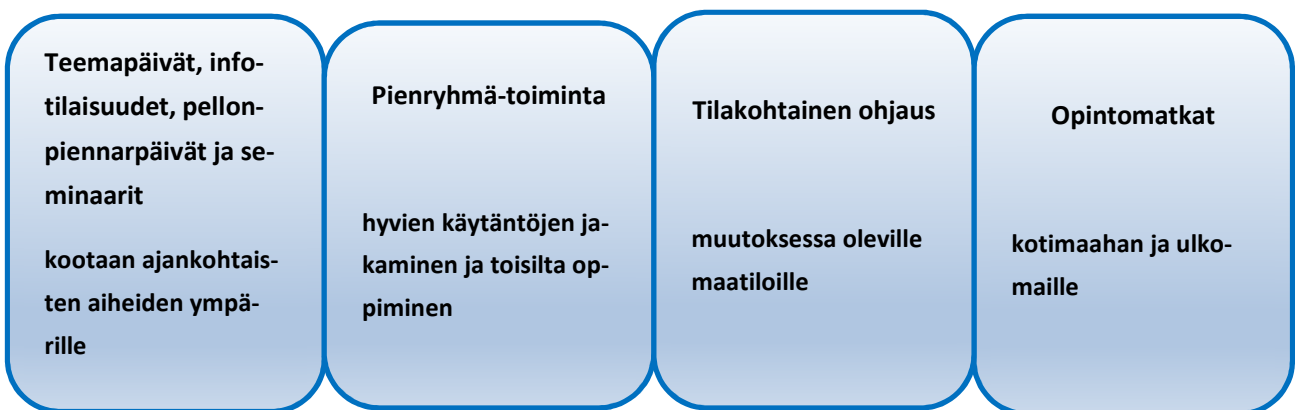 Teemapäivät, info-
tilaisuudet, pellon-
piennarpäivät ja se-
minaarit
kootaan ajankohtais-
ten aiheiden ympä-
rille
Pienryhmä-toiminta
hyvien käytäntöjen ja-
kaminen ja toisilta op-
piminen
Tilakohtainen ohjaus
muutoksessa oleville
maatiloille
Opintomatkat
kotimaahan ja ulko-
maille